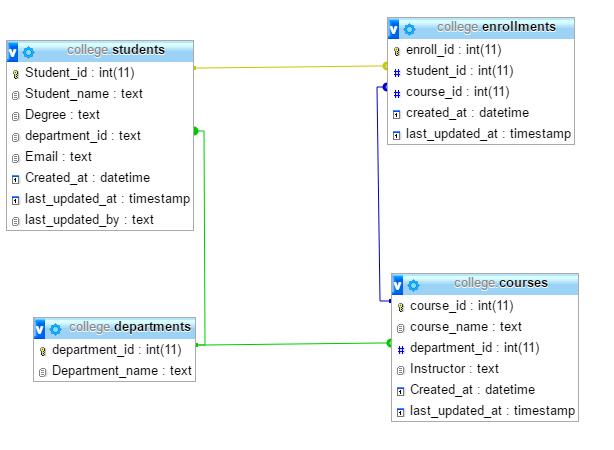 college.students
Student_id : int(11)
Student_name : text
Degree : text
department_id : text
Email : text
Created_at : datetime
last_updated_at : timestamp
last_updated_by : text
college.enrollments
enroll_id : int(11)
student_id : int(11)
course_id : int(11)
created_at : datetime
last_updated_at : timestamp
college.departments
department_id : int(11)
Department_name : text
college.courses
course_id : int(11)
course_name : text
department_id : int(11)
Instructor : text
Created_at : datetime
last_updated_at : timestamp